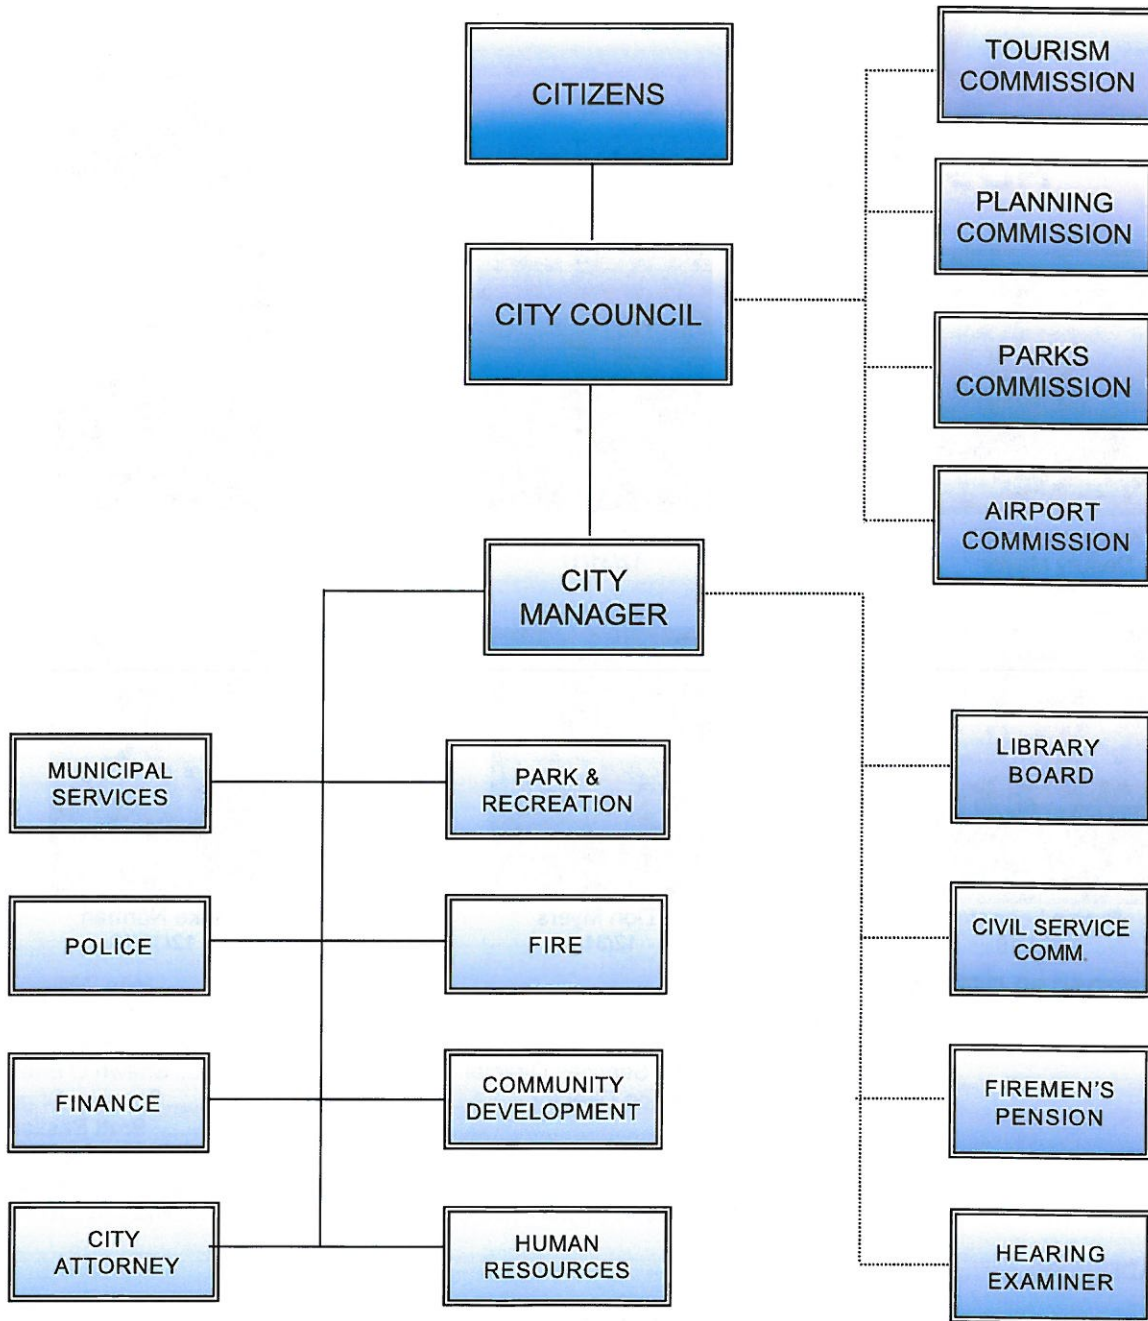 CITIZENS
CITY COUNCIL
TOURISM
COMMISSION
PLANNING
COMMISSION
PARKS
COMMISSION
AIRPORT
COMMISSION
CITY
MANAGER
MUNICIPAL
SERVICES
PARK &
RECREATION
POLICE
FIRE
FINANCE
COMMUNITY
DEVELOPMENT
CITY
ATTORNEY
HUMAN
RESOURCES
LIBRARY
BOARD
CIVIL SERVICE
COMM.
FIREMEN'S
PENSION
HEARING
EXAMINER